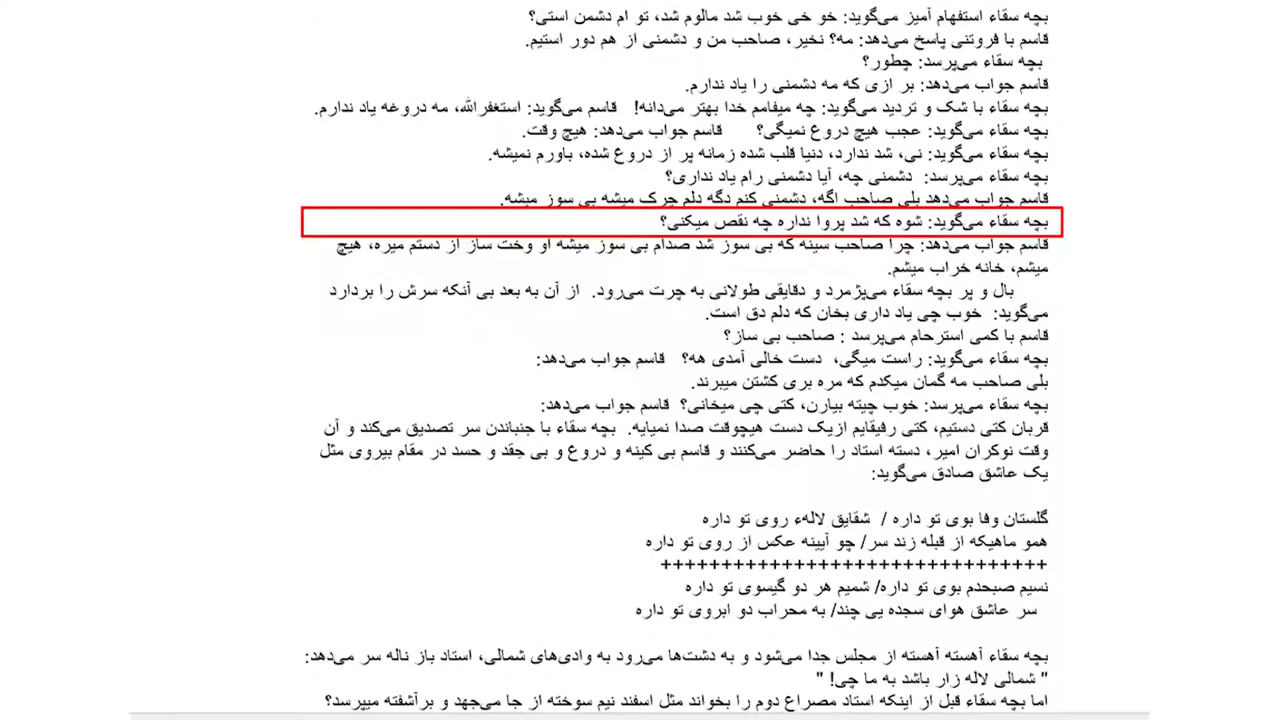 بچه سقاء استفهام آمیز می‌گوید: خو خی خوب شد مالوم شد، تو ام دشمن استی؟
قاسم با فروتنی پاسخ می‌دهد: مه؟ نخیر، صاحب من و دشمنی از هم دور استیم.
بچه سقاء می‌پرسد: چطور؟
قاسم جواب می‌دهد: بر ازی که مه دشمنی را یاد ندارم.
بچه سقاء با شک و تردید می‌گوید: چه میفامم خدا بهتر می‌دانه! قاسم می‌گوید: استغفرالله، مه دروغه یاد ندارم.
بچه سقاء می‌گوید: عجب هیچ دروغ نمیگی؟ قاسم جواب می‌دهد: هیچ وقت.
بچه سقاء می‌گوید: نی، شد ندارد، دنیا قلب شده زمانه پر از دروغ شده، باورم نمیشه.
بچه سقاء می‌پرسد: دشمنی چه، آیا دشمنی رام یاد نداری؟
قاسم جواب می‌دهد بلی صاحب اگه، دشمنی کنم دگه دلم چرک میشه بی سوز میشه.
بچه سقاء می‌گوید: شوه که شد پروا نداره چه نقص میکنی؟
قاسم جواب می‌دهد: چرا صاحب سینه که بی سوز شد صدام بی سوز میشه او وخت ساز از دستم میره، هیچ
میشم، خانه خراب میشم.
بال و پر بچه سقاء می‌پژمرد و دقایقی طولانی به چرت می‌رود. از آن به بعد بی آنکه سرش را بردارد
می‌گوید: خوب چی یاد داری بخان که دلم دق است.
قاسم با کمی استرحام می‌پرسد : صاحب بی ساز؟
بچه سقاء می‌گوید: راست میگی، دست خالی آمدی هه؟ قاسم جواب می‌دهد:
بلی صاحب مه گمان میکدم که مره بری کشتن میبرند.
بچه سقاء می‌پرسد: خوب چیته بیارن، کتی چی میخانی؟ قاسم جواب می‌دهد:
قربان کتی دستیم، کتی رفیقایم ازیک دست هیچوقت صدا نمیایه. بچه سقاء با جنباندن سر تصدیق می‌کند و آن
وقت نوکران امیر، دسته استاد را حاضر می‌کنند و قاسم بی کینه و دروغ و بی جقد و حسد در مقام بیروی مثل
یک عاشق صادق می‌گوید:
گلستان وفا بوی تو داره / شقایق لالهء روی تو داره
همو ماهیکه از قبله زند سر/ چو آیینه عکس از روی تو داره
++++++++++++++++++++++++++++++++
نسیم صبحدم بوی تو داره/ شمیم هر دو گیسوی تو داره
سر عاشق هوای سجده یی چند/ به محراب دو ابروی تو داره
بچه سقاء آهسته آهسته از مجلس جدا می‌شود و به دشت‌ها می‌رود به وادی‌های شمالی، استاد باز ناله سر می‌دهد:
" شمالی لاله زار باشد به ما چی! "
اما بچه سقاء قبل از اینکه استاد مصراع دوم را بخواند مثل اسفند نیم سوخته از جا می‌جهد و برآشفته میپرسد؟